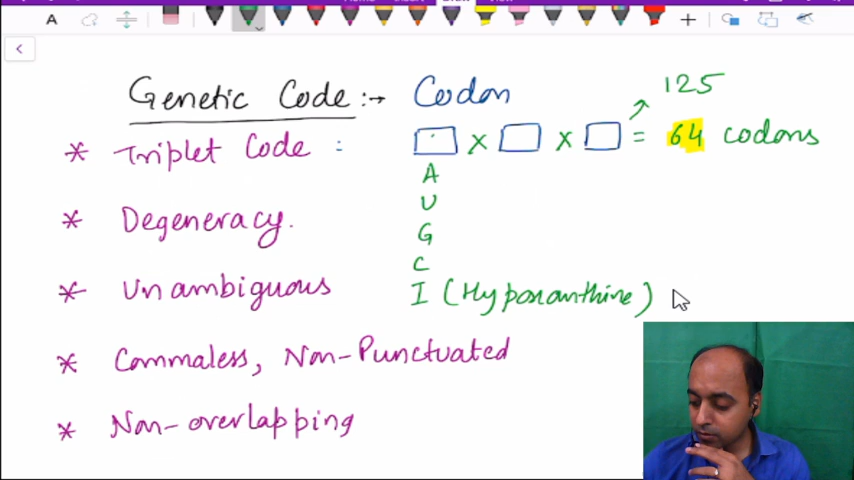 125
Genetic Code :→ Codon
* Triplet Code : □ x □ x □ = 64 codons
A
* Degeneracy.
U
G
C
* Unambiguous
I (Hypoxanthine)
* Commaless, Non-Punctuated
* Non-overlapping